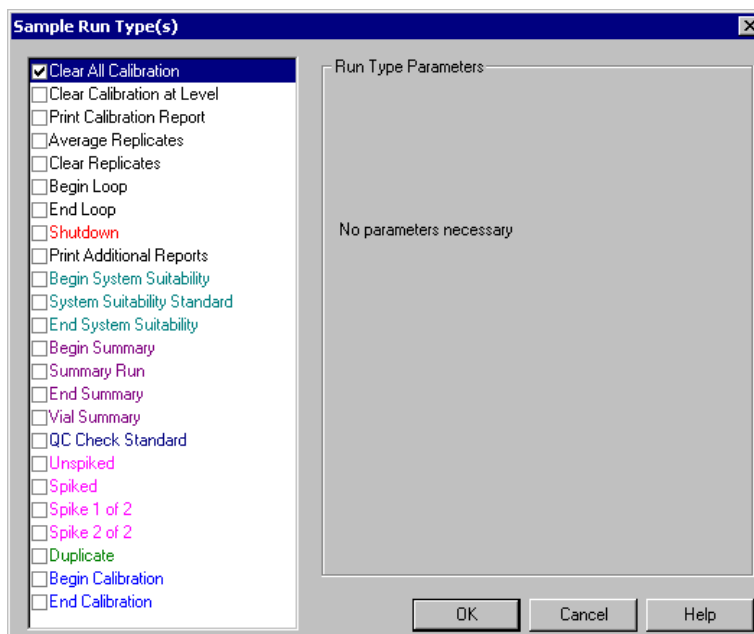 Sample Run Type(s)
Clear All Calibration
Clear Calibration at Level
Print Calibration Report
Average Replicates
Clear Replicates
Begin Loop
End Loop
Shutdown
Print Additional Reports
Begin System Suitability
System Suitability Standard
End System Suitability
Begin Summary
Summary Run
End Summary
Vial Summary
QC Check Standard
Unspiked
Spiked
Spike 1 of 2
Spike 2 of 2
Duplicate
Begin Calibration
End Calibration
Run Type Parameters
No parameters necessary
OK Cancel Help